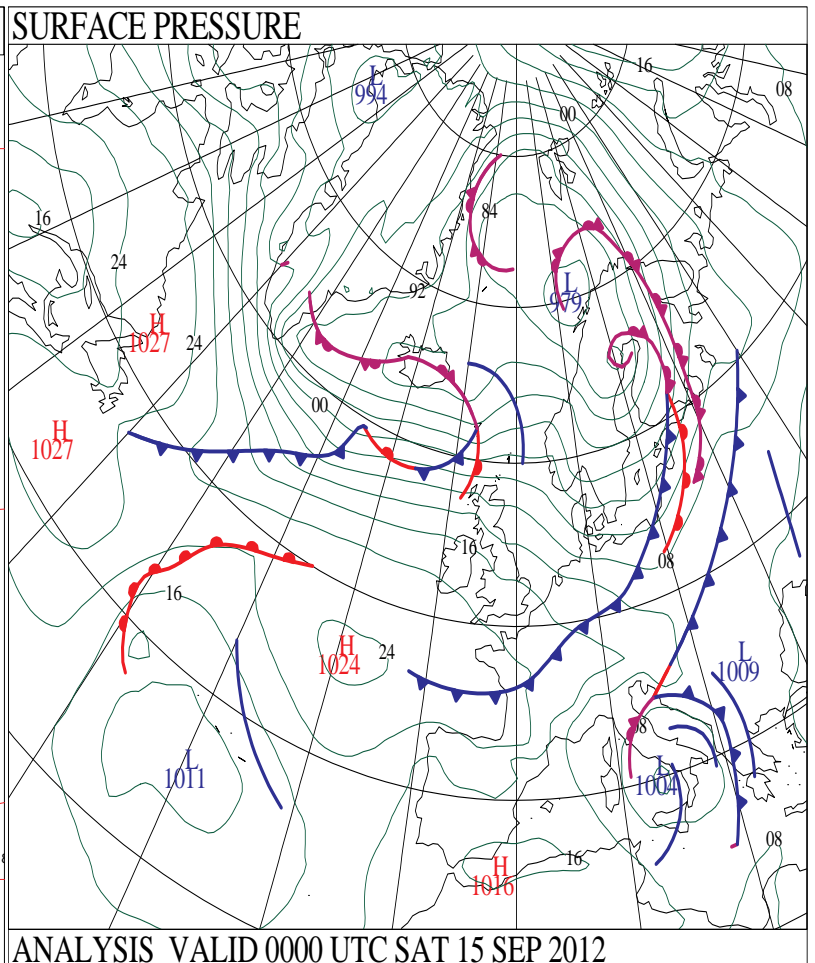 SURFACE PRESSURE
16
L
994
08
00
84
16
24
92
L
979
H
1027
24
00
H
1027
16
08
16
H
1024
24
L
1009
08
L
1011
L
1004
08
H
1016
16
ANALYSIS VALID 0000 UTC SAT 15 SEP 2012